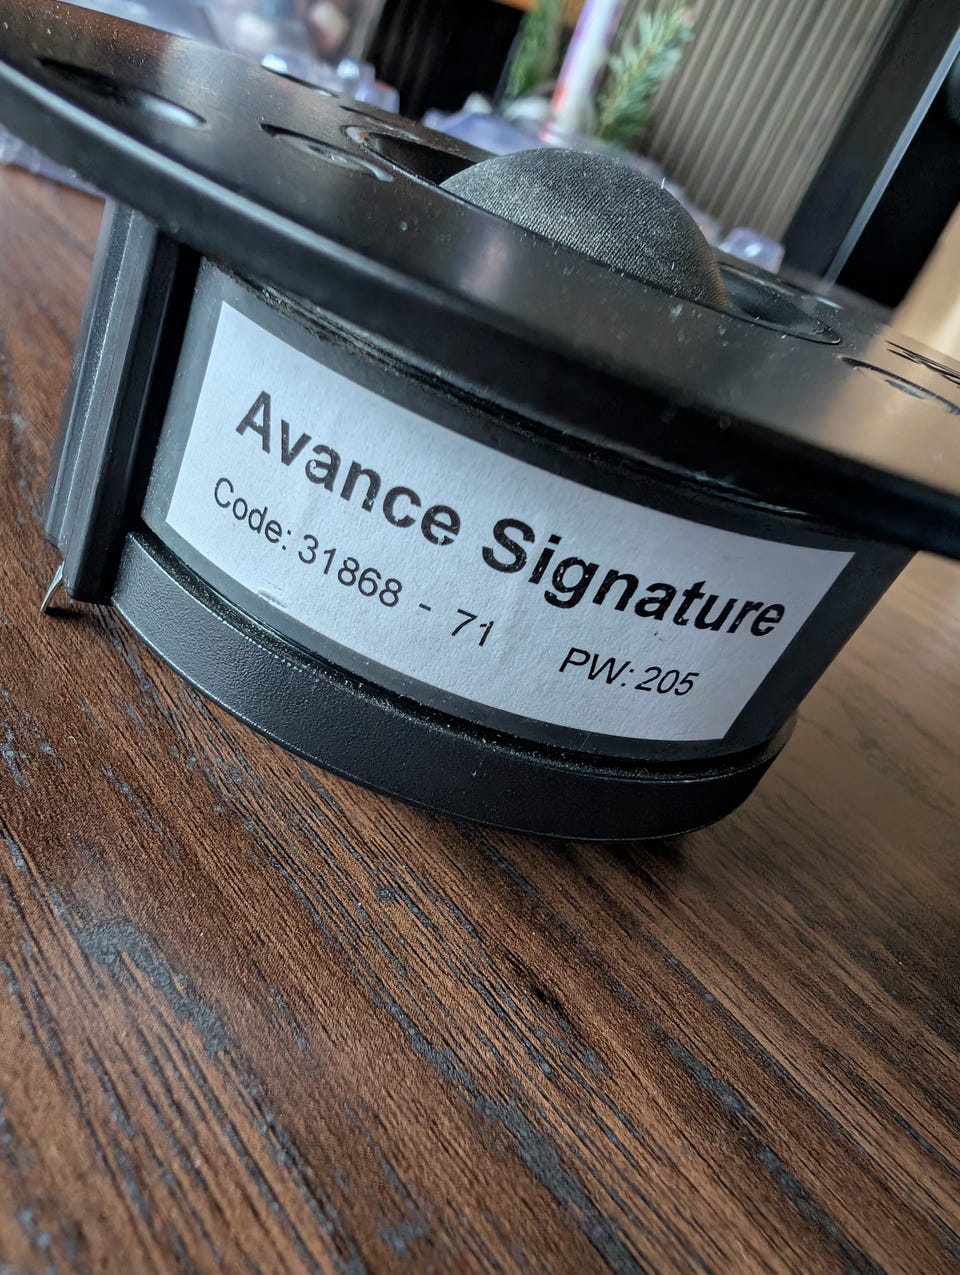 Avance Signature
Code: 31868 - 71 PW: 205